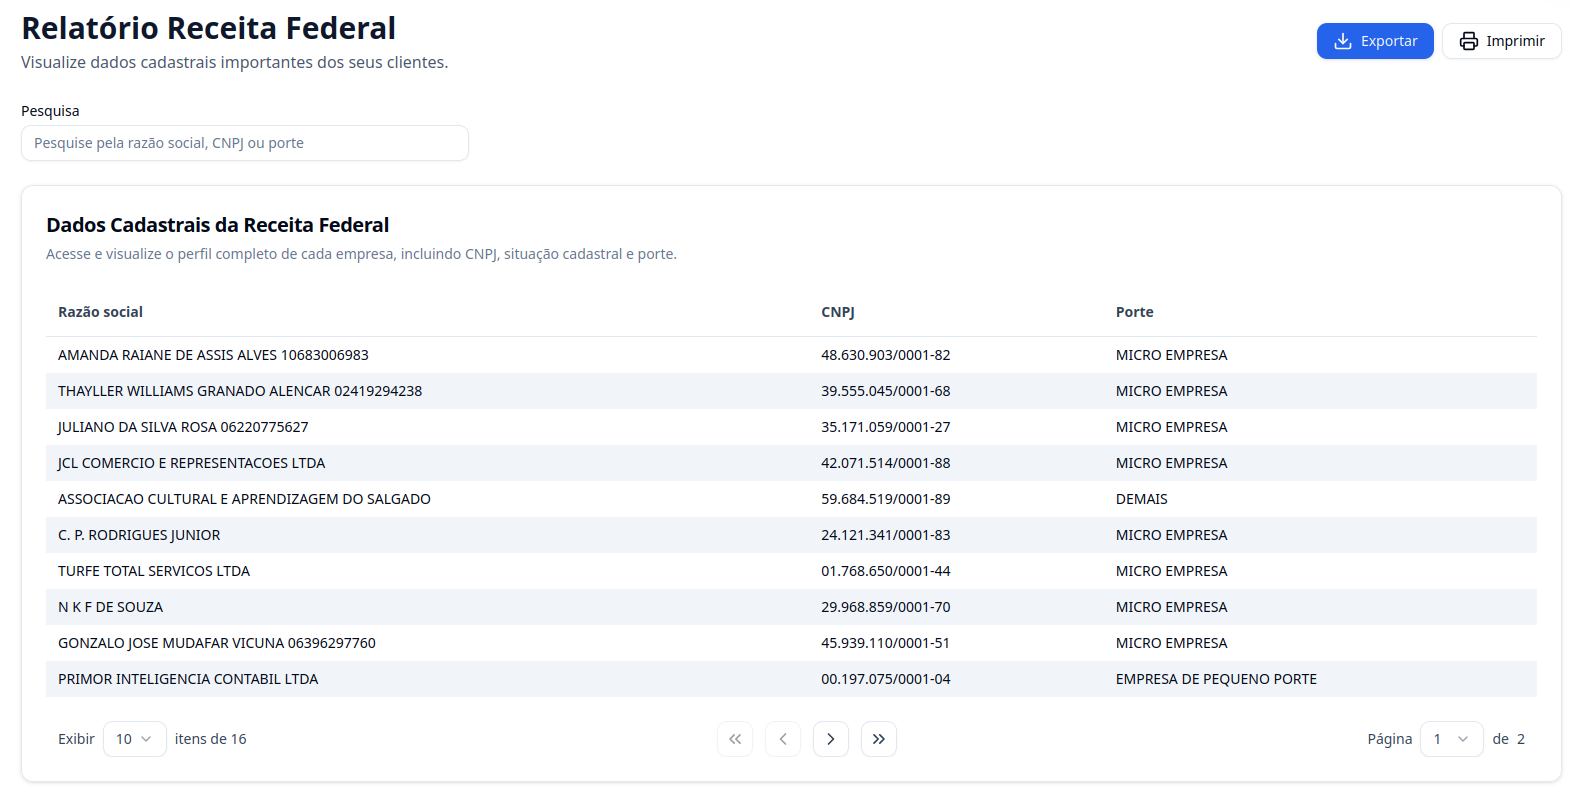 Relatório Receita Federal
Visualize dados cadastrais importantes dos seus clientes.
Exportar
Imprimir
Pesquisa
Pesquise pela razão social, CNPJ ou porte
Dados Cadastrais da Receita Federal
Acesse e visualize o perfil completo de cada empresa, incluindo CNPJ, situação cadastral e porte.
Razão social CNPJ Porte
AMANDA RAIANE DE ASSIS ALVES 10683006983 48.630.903/0001-82 MICRO EMPRESA
THAYLLER WILLIAMS GRANADO ALENCAR 02419294238 39.555.045/0001-68 MICRO EMPRESA
JULIANO DA SILVA ROSA 06220775627 35.171.059/0001-27 MICRO EMPRESA
JCL COMERCIO E REPRESENTACOES LTDA 42.071.514/0001-88 MICRO EMPRESA
ASSOCIACAO CULTURAL E APRENDIZAGEM DO SALGADO 59.684.519/0001-89 DEMAIS
C. P. RODRIGUES JUNIOR 24.121.341/0001-83 MICRO EMPRESA
TURFE TOTAL SERVICOS LTDA 01.768.650/0001-44 MICRO EMPRESA
N K F DE SOUZA 29.968.859/0001-70 MICRO EMPRESA
GONZALO JOSE MUDAFAR VICUNA 06396297760 45.939.110/0001-51 MICRO EMPRESA
PRIMOR INTELIGENCIA CONTABIL LTDA 00.197.075/0001-04 EMPRESA DE PEQUENO PORTE
Exibir 10 itens de 16 Página 1 de 2